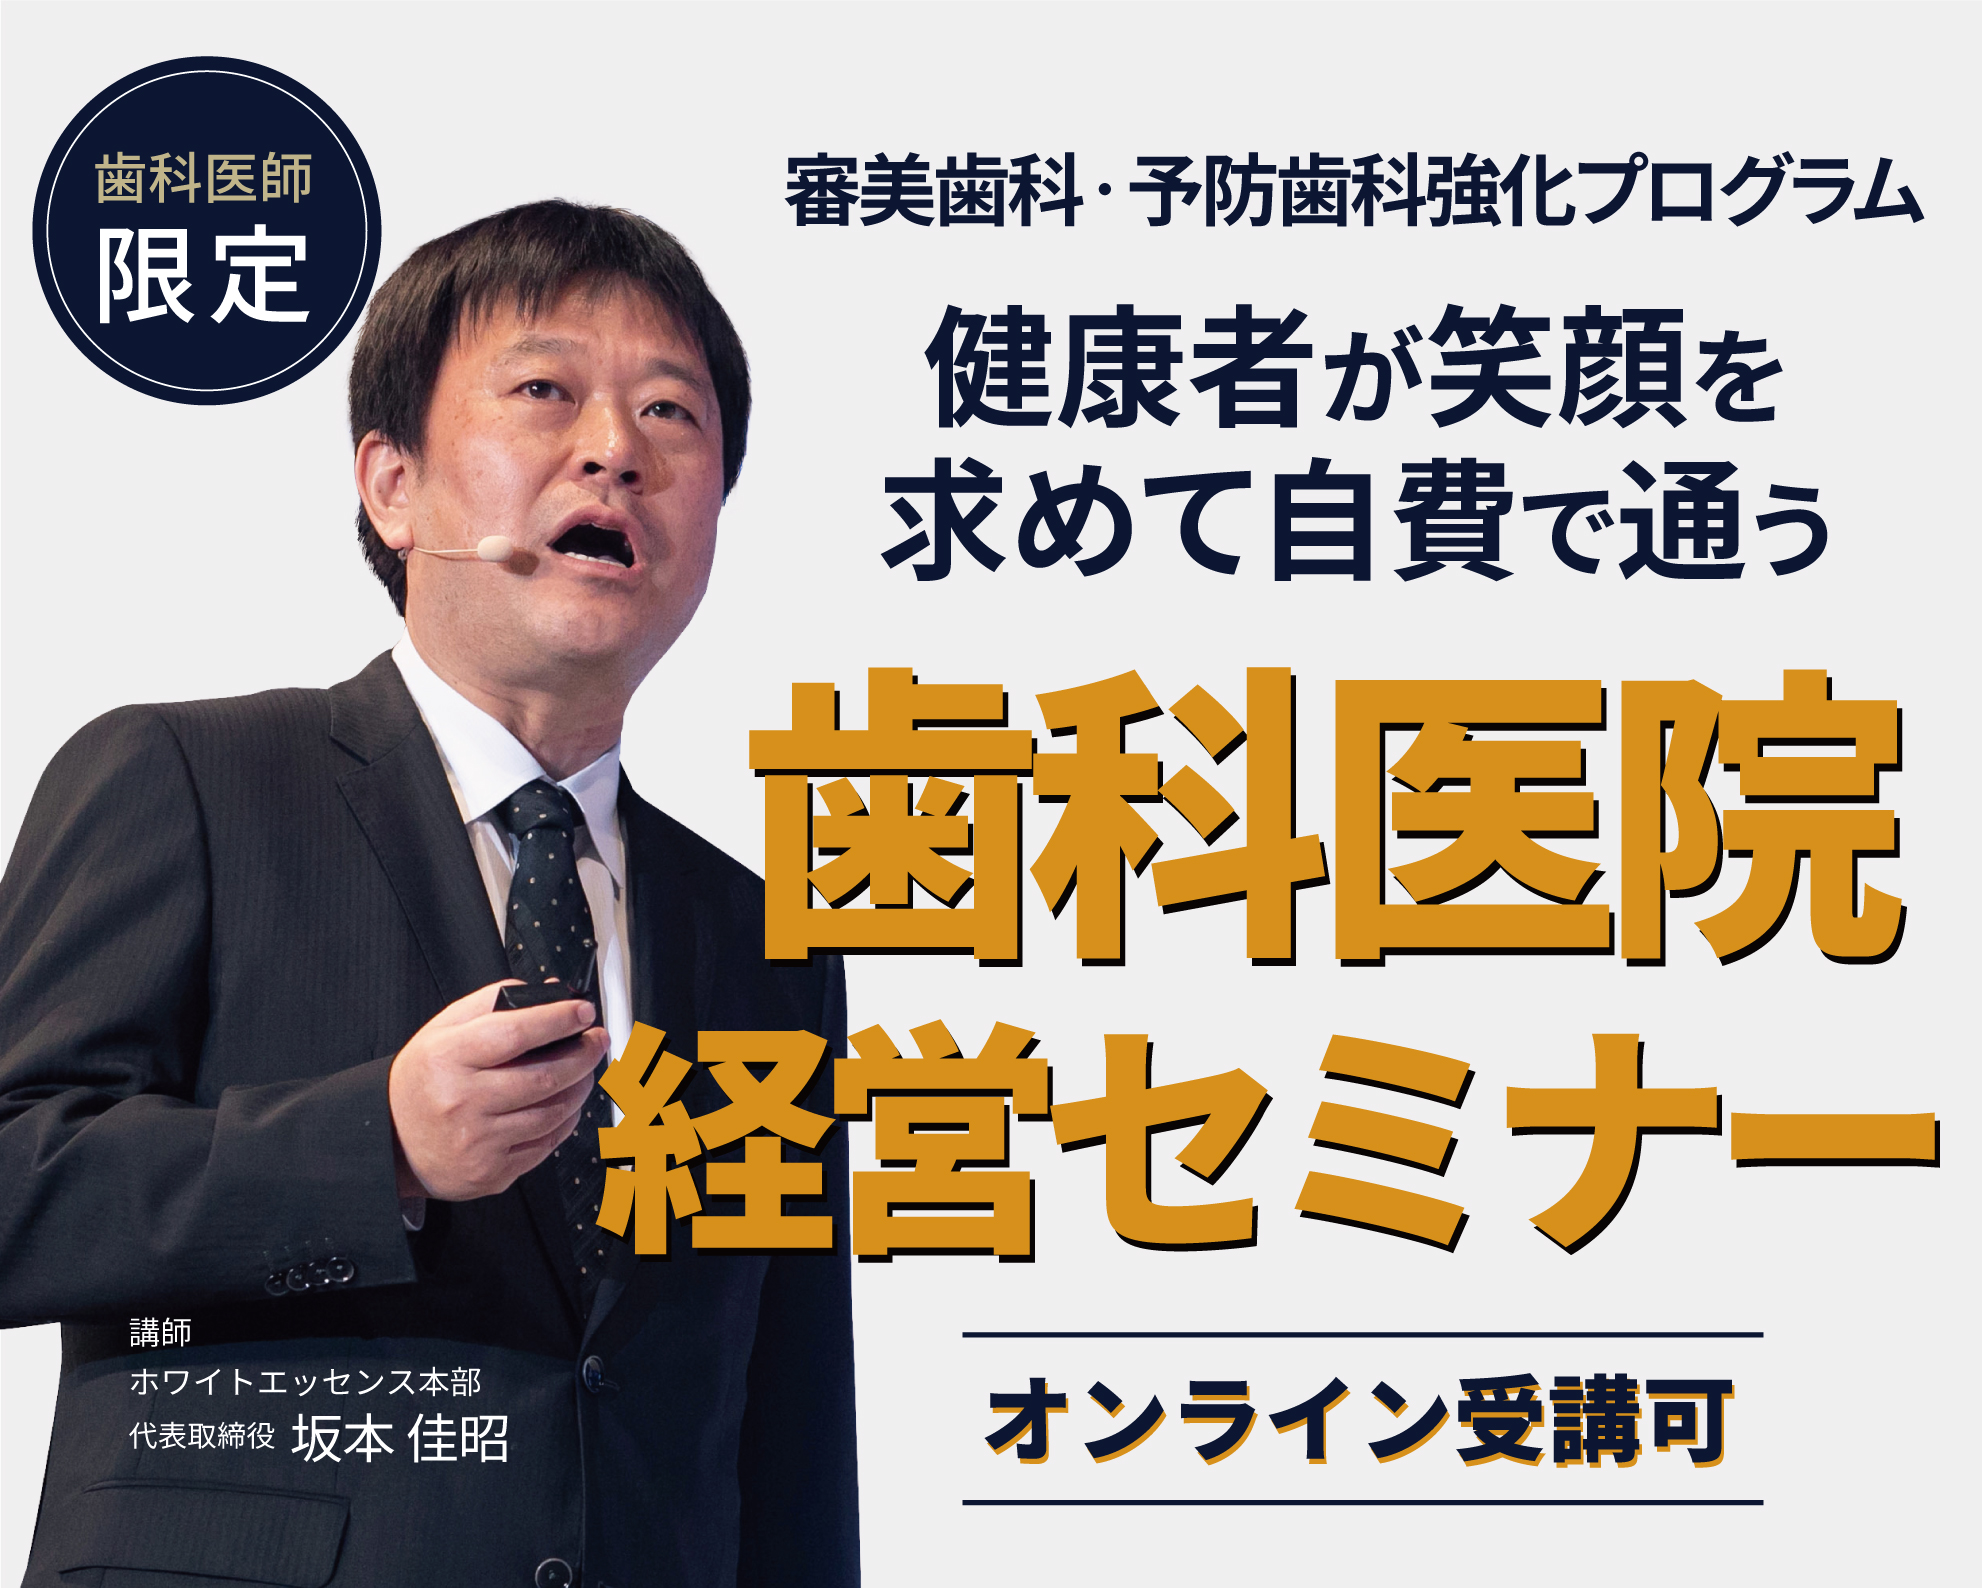 歯科医師
限定
審美歯科・予防歯科強化プログラム
健康者が笑顔を
求めて自費で通う
歯科医院
経営セミナー
オンライン受講可
講師
ホワイトエッセンス本部
代表取締役 坂本 佳昭